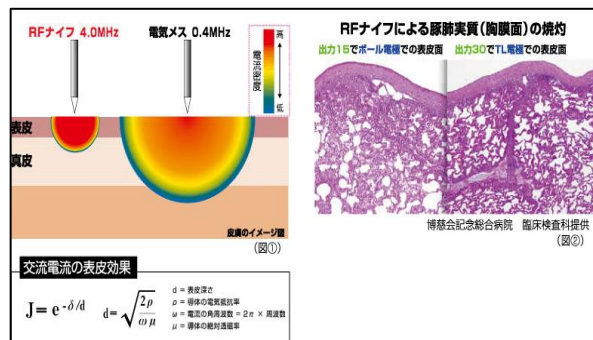 RFナイフ 4.0MHz
電気メス 0.4MHz
高
電流密度
低
表皮
真皮
皮膚のイメージ図
(図①)
RFナイフによる豚肺実質(胸膜面)の焼灼
出力15でボール電極での表皮面
出力30でTL電極での表皮面
博慈会記念総合病院 臨床検査科提供
(図②)
交流電流の表皮効果
J= e -δ/d
d= √2ρ/ωμ
d = 表皮深さ
ρ = 導体の電気抵抗率
ω = 電流の角周波数 = 2π × 周波数
μ = 導体の絶対透磁率